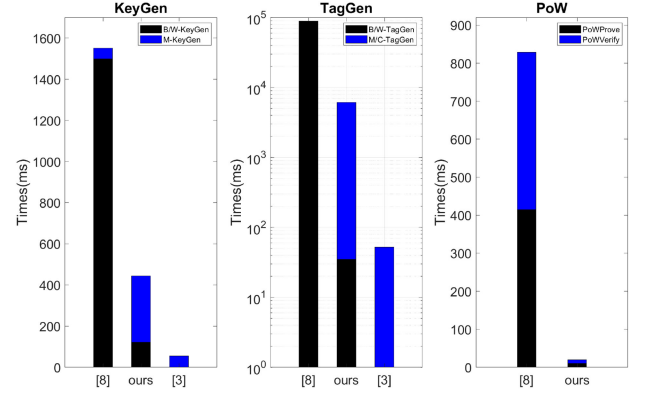 KeyGen
B/W-KeyGen
M-KeyGen
1600
1400
1200
1000
800
600
400
200
0
Times(ms)
[8] ours [3]
TagGen
B/W-TagGen
M/C-TagGen
10^5
10^4
10^3
10^2
10^1
10^0
Times(ms)
[8] ours [3]
PoW
PoWProve
PoWVerify
900
800
700
600
500
400
300
200
100
0
Times(ms)
[8] ours